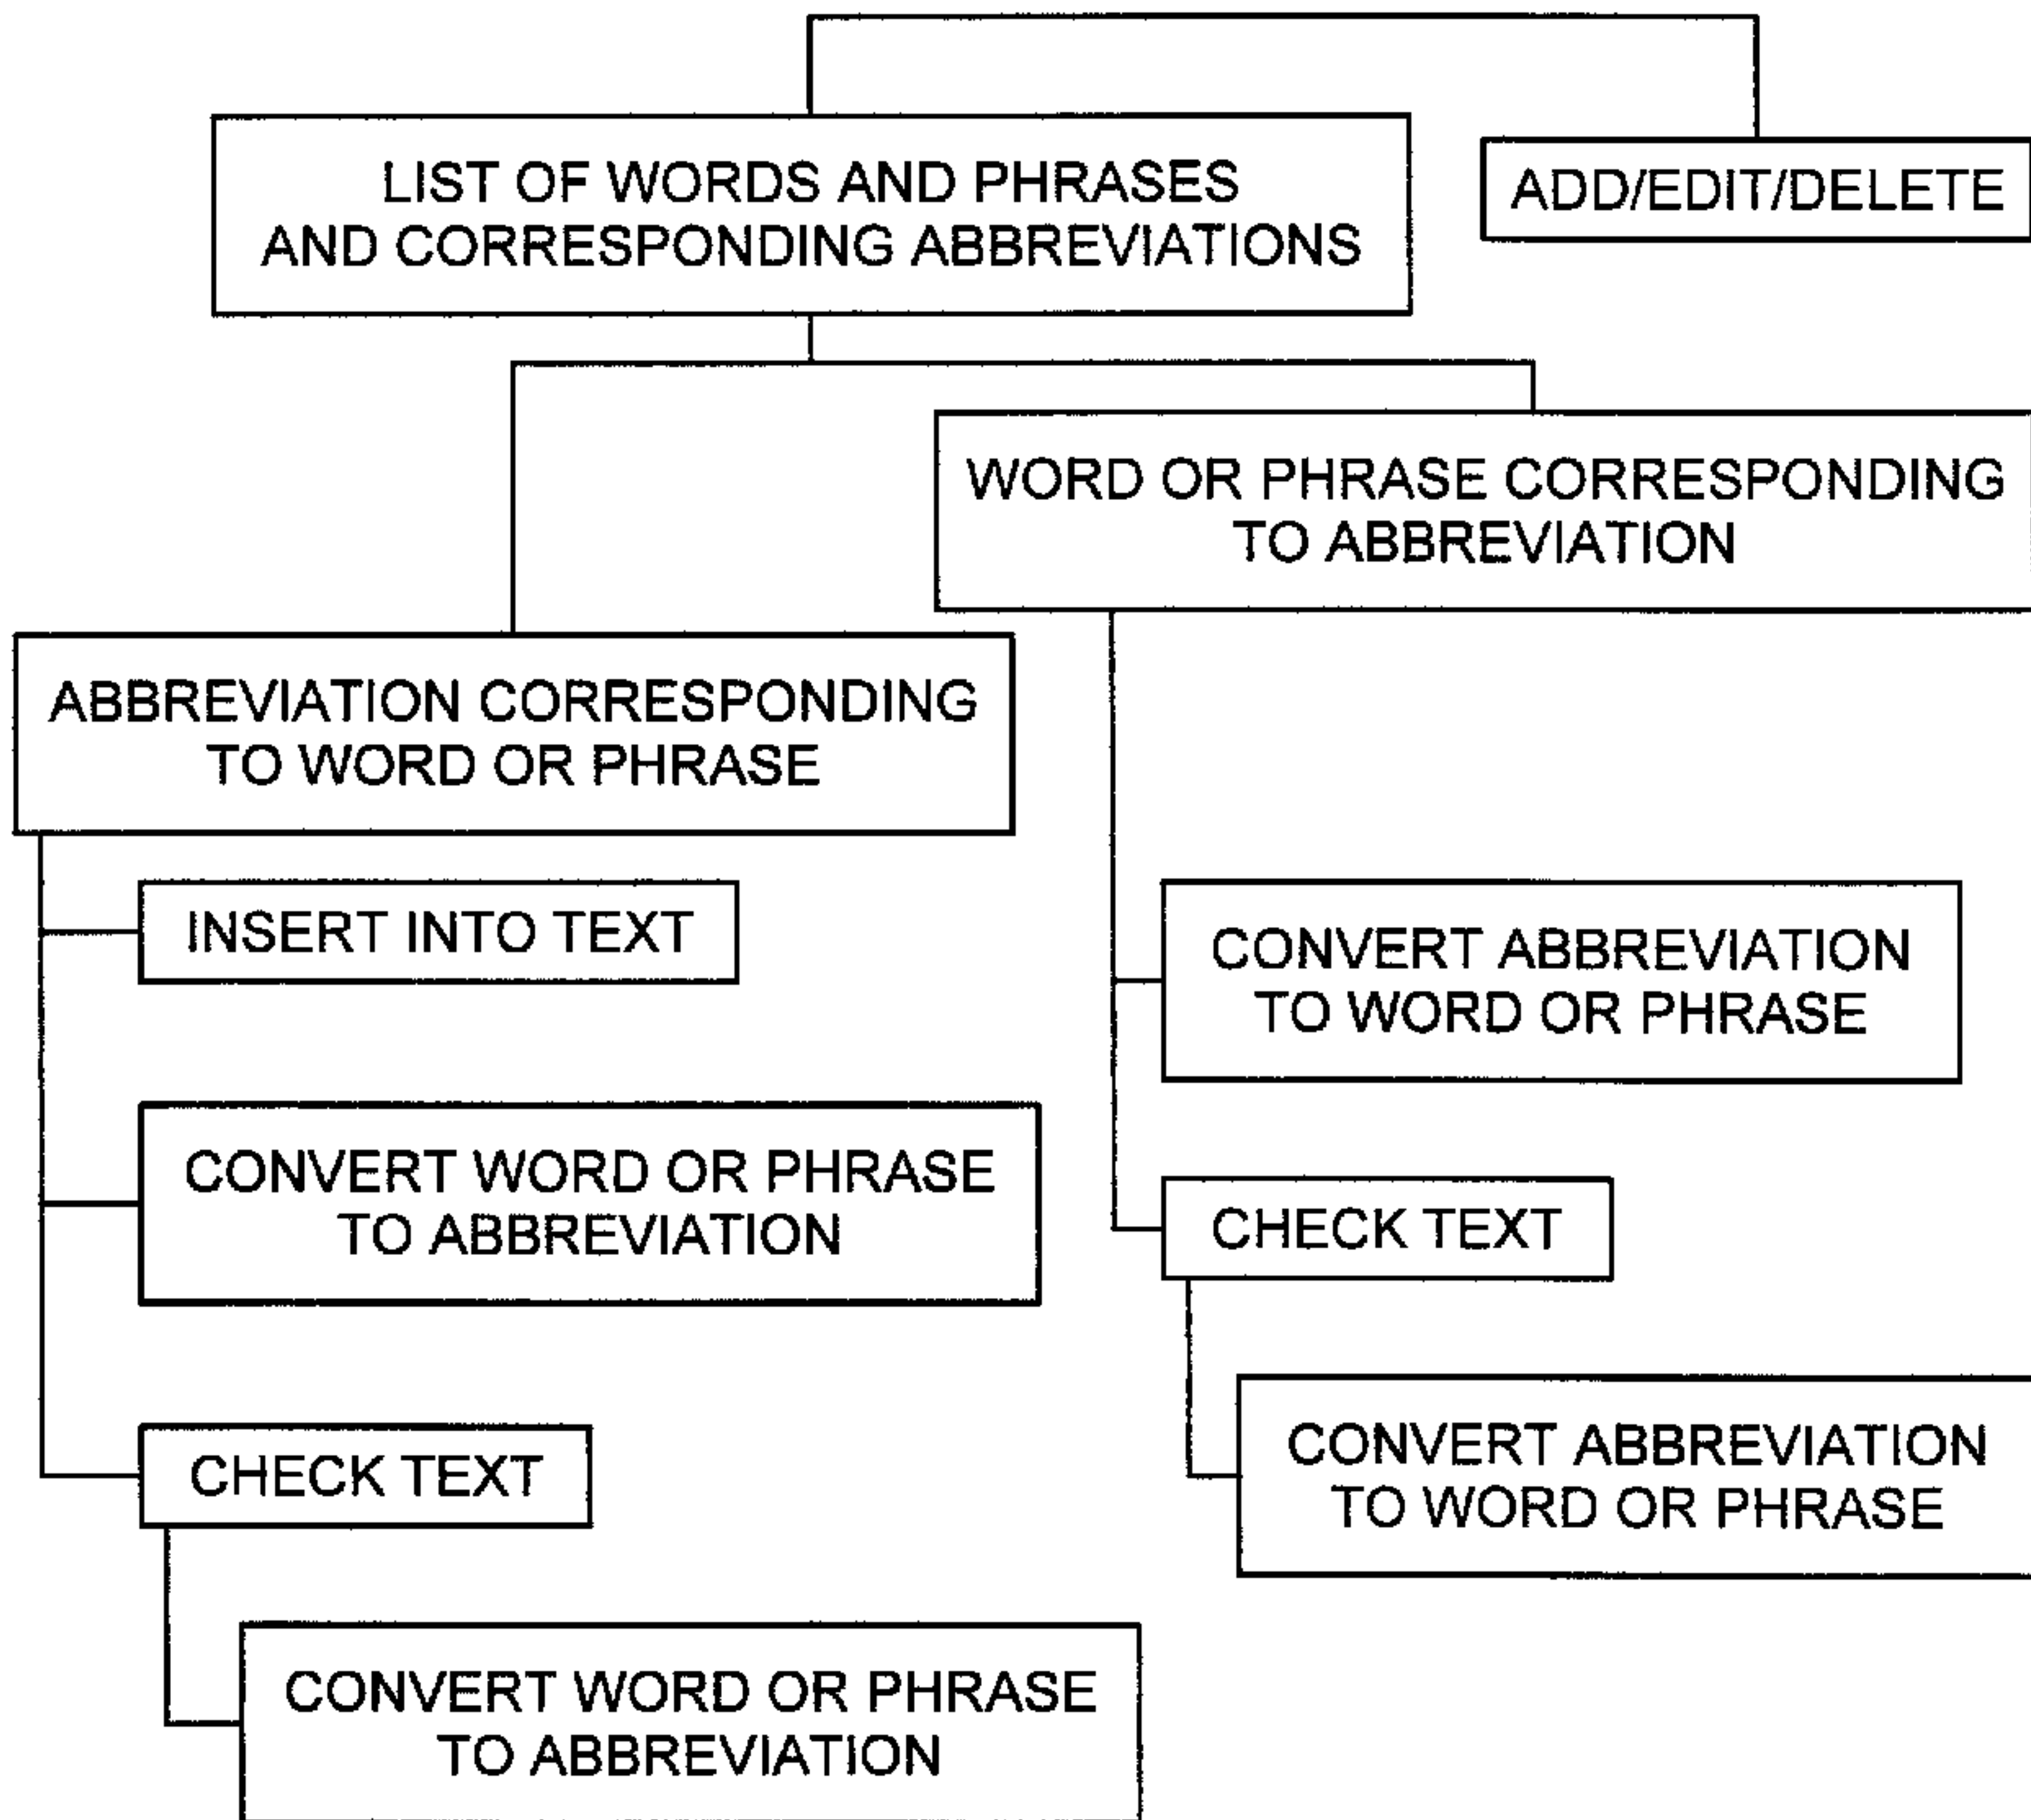 LIST OF WORDS AND PHRASES
AND CORRESPONDING ABBREVIATIONS
ADD/EDIT/DELETE
WORD OR PHRASE CORRESPONDING
TO ABBREVIATION
ABBREVIATION CORRESPONDING
TO WORD OR PHRASE
INSERT INTO TEXT
CONVERT WORD OR PHRASE
TO ABBREVIATION
CHECK TEXT
CONVERT WORD OR PHRASE
TO ABBREVIATION
CONVERT ABBREVIATION
TO WORD OR PHRASE
CHECK TEXT
CONVERT ABBREVIATION
TO WORD OR PHRASE